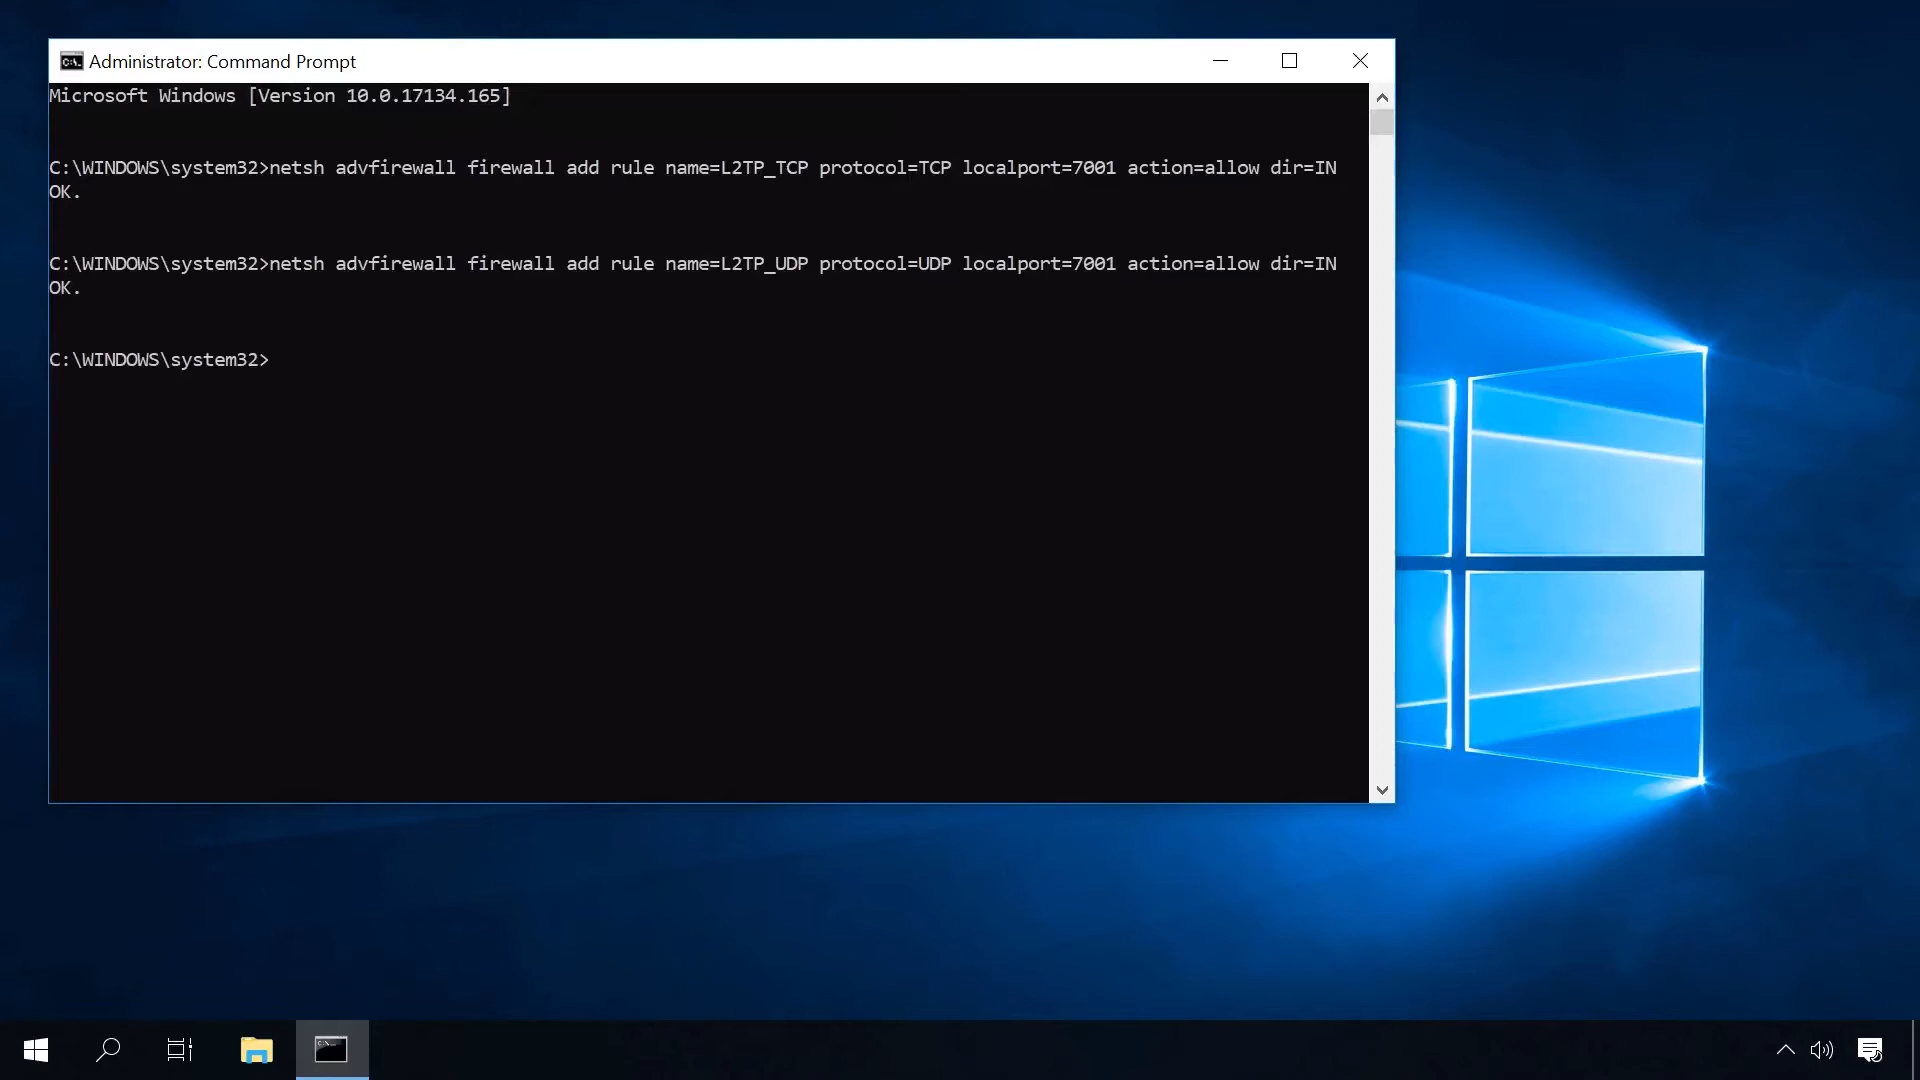 Administrator: Command Prompt
Microsoft Windows [Version 10.0.17134.165]
C:\WINDOWS\system32>netsh advfirewall firewall add rule name=L2TP_TCP protocol=TCP localport=7001 action=allow dir=IN
OK.
C:\WINDOWS\system32>netsh advfirewall firewall add rule name=L2TP_UDP protocol=UDP localport=7001 action=allow dir=IN
OK.
C:\WINDOWS\system32>